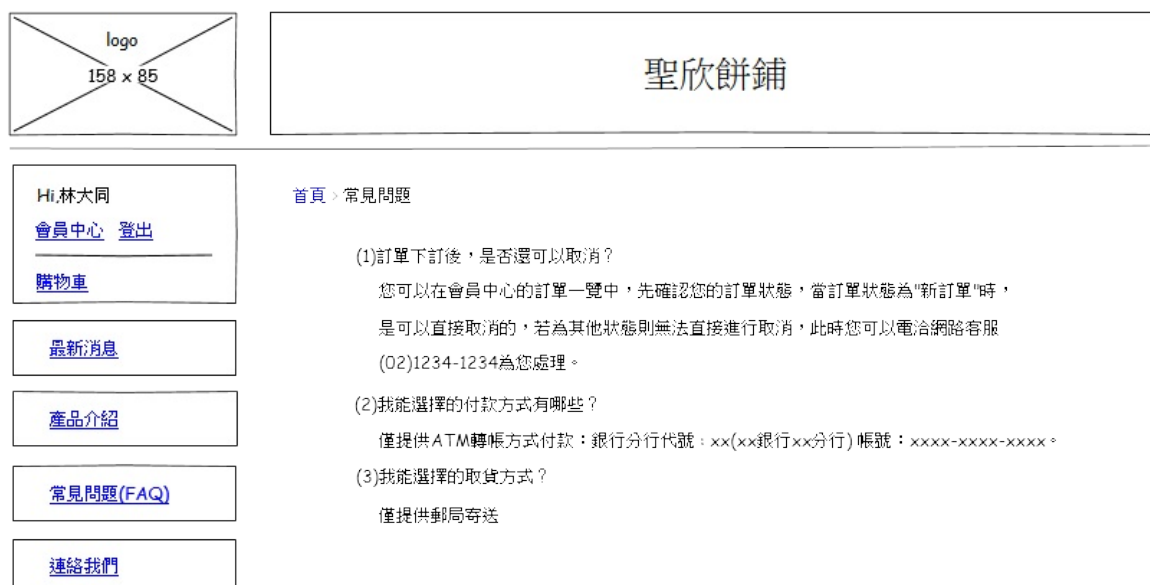 logo
158 x 85
聖欣餅鋪
Hi,林大同
會員中心 登出
購物車
最新消息
產品介紹
常見問題(FAQ)
連絡我們
首頁 > 常見問題
(1)訂單下訂後，是否還可以取消？
您可以在會員中心的訂單一覽中，先確認您的訂單狀態，當訂單狀態為"新訂單"時，
是可以直接取消的，若為其他狀態則無法直接進行取消，此時您可以電洽網路客服
(02)1234-1234為您處理。
(2)我能選擇的付款方式有哪些？
僅提供ATM轉帳方式付款：銀行分行代號：xx(xx銀行xx分行) 帳號：xxxx-xxxx-xxxx。
(3)我能選擇的取貨方式？
僅提供郵局寄送